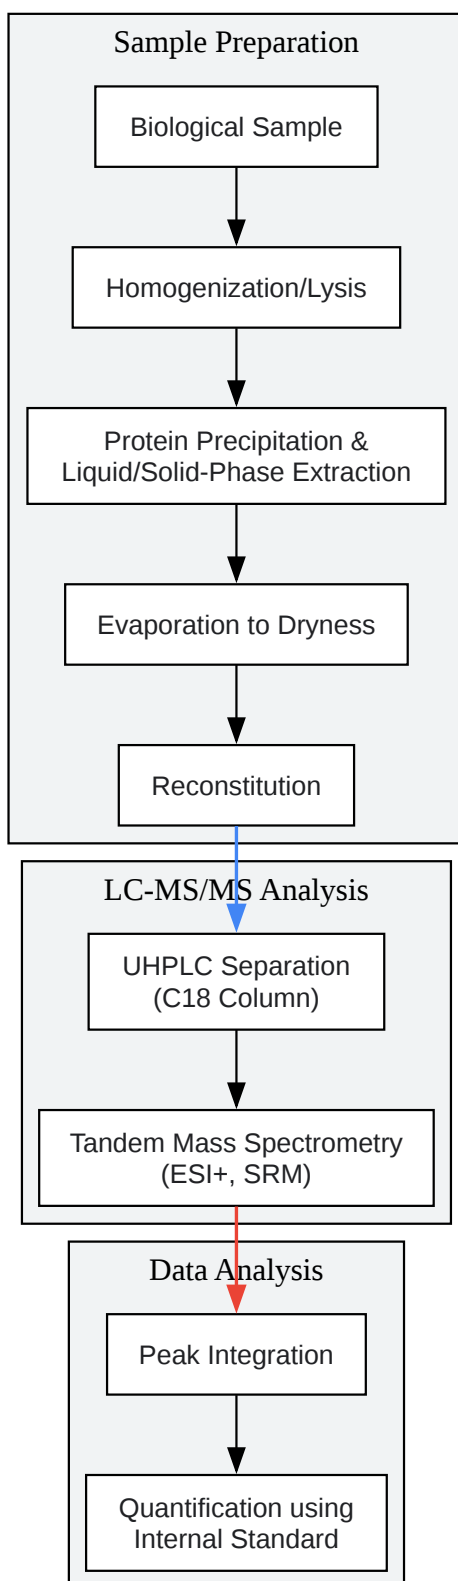 Sample Preparation
Biological Sample
Homogenization/Lysis
Protein Precipitation &
Liquid/Solid-Phase Extraction
Evaporation to Dryness
Reconstitution
LC-MS/MS Analysis
UHPLC Separation
(C18 Column)
Tandem Mass Spectrometry
(ESI+, SRM)
Data Analysis
Peak Integration
Quantification using
Internal Standard